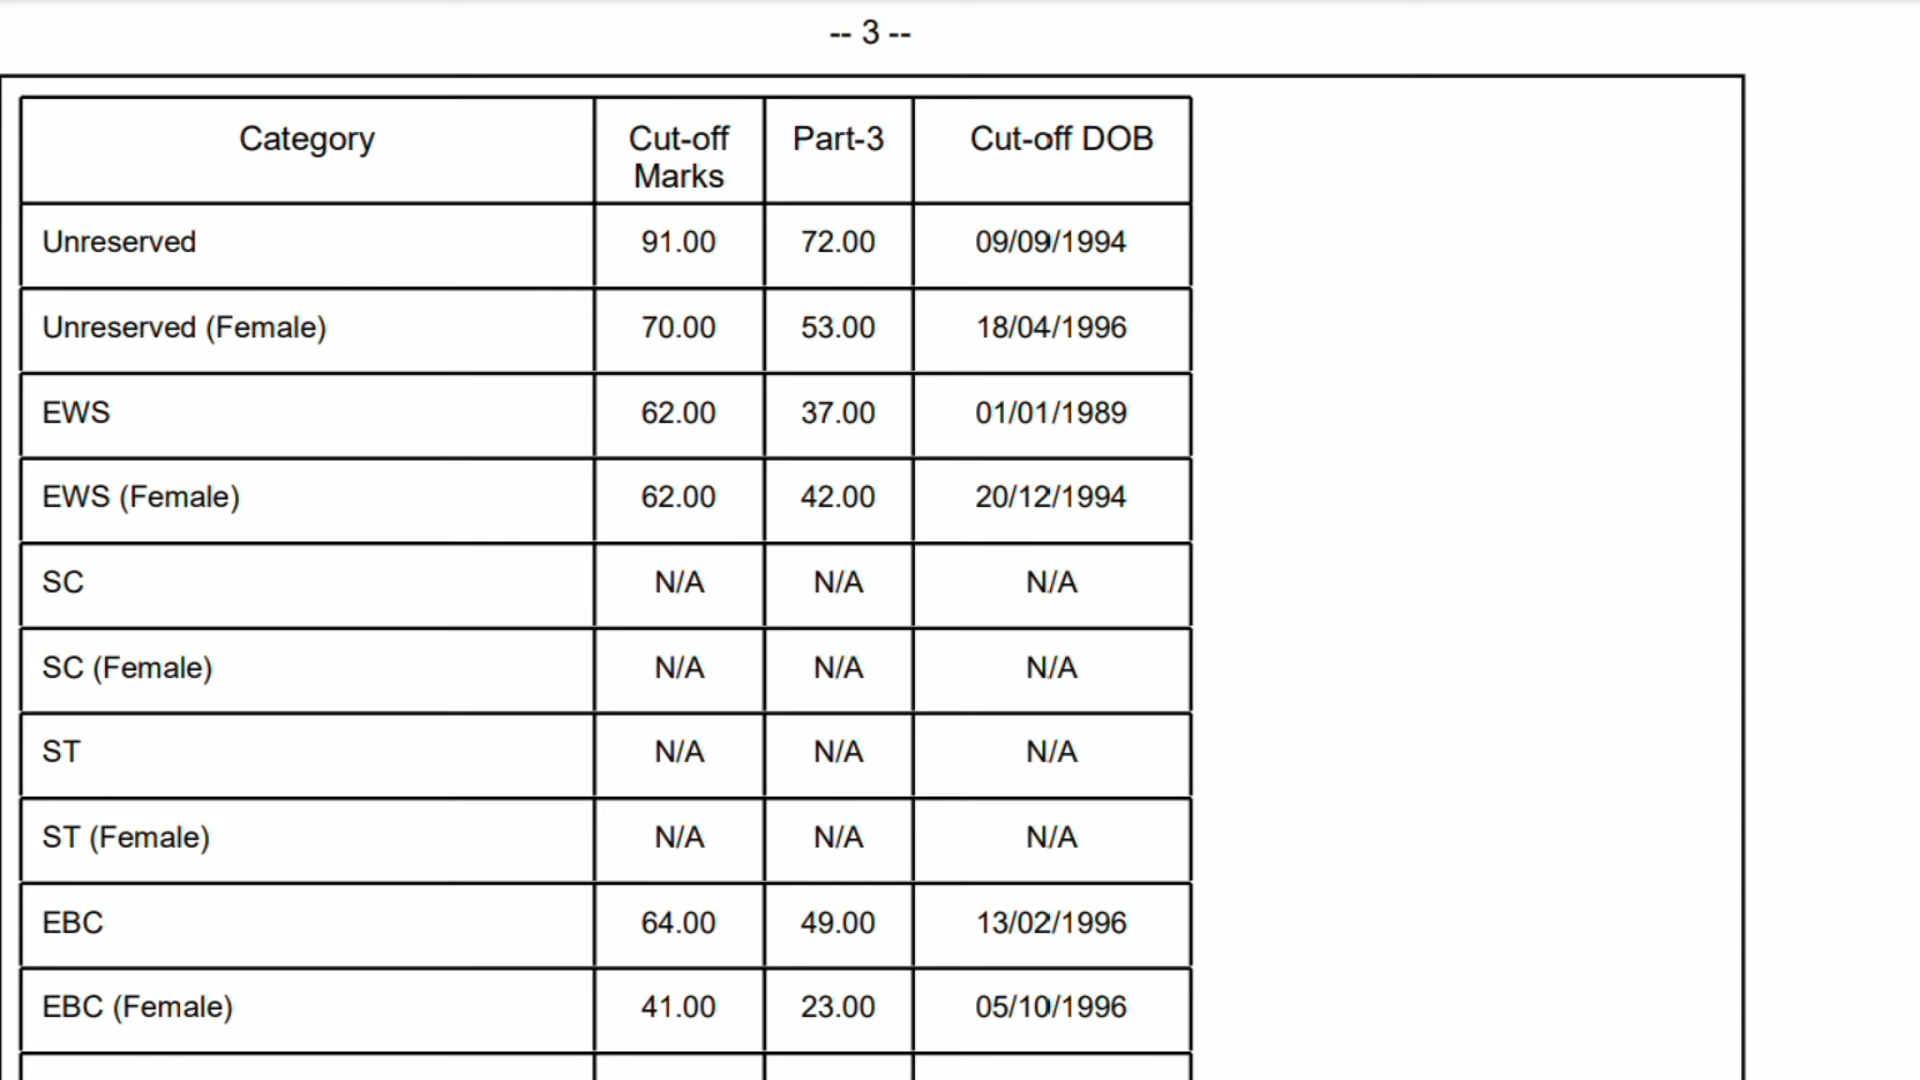 -- 3 --
Category Cut-off Marks Part-3 Cut-off DOB
Unreserved 91.00 72.00 09/09/1994
Unreserved (Female) 70.00 53.00 18/04/1996
EWS 62.00 37.00 01/01/1989
EWS (Female) 62.00 42.00 20/12/1994
SC N/A N/A N/A
SC (Female) N/A N/A N/A
ST N/A N/A N/A
ST (Female) N/A N/A N/A
EBC 64.00 49.00 13/02/1996
EBC (Female) 41.00 23.00 05/10/1996